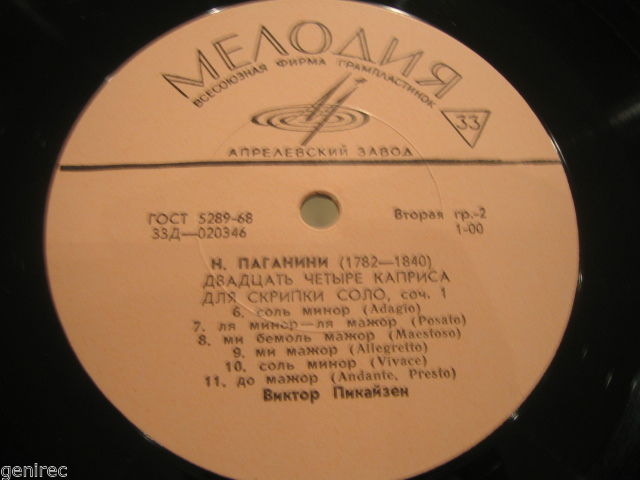 МЕЛОДИЯ
ВСЕСОЮЗНАЯ ФИРМА ГРАМПЛАСТИНОК
33
АПРЕЛЕВСКИЙ ЗАВОД
ГОСТ 5289-68 Вторая гр.-2
33Д—020346 1-00
Н. ПАГАНИНИ (1782—1840)
ДВАДЦАТЬ ЧЕТЫРЕ КАПРИСА
ДЛЯ СКРИПКИ СОЛО, соч. 1
6. соль минор (Adagio)
7. ля минор—ля мажор (Posato)
8. ми бемоль мажор (Maestoso)
9. ми мажор (Allegretto)
10. соль минор (Vivace)
11. до мажор (Andante, Presto)
Виктор Пикайзен
genirec